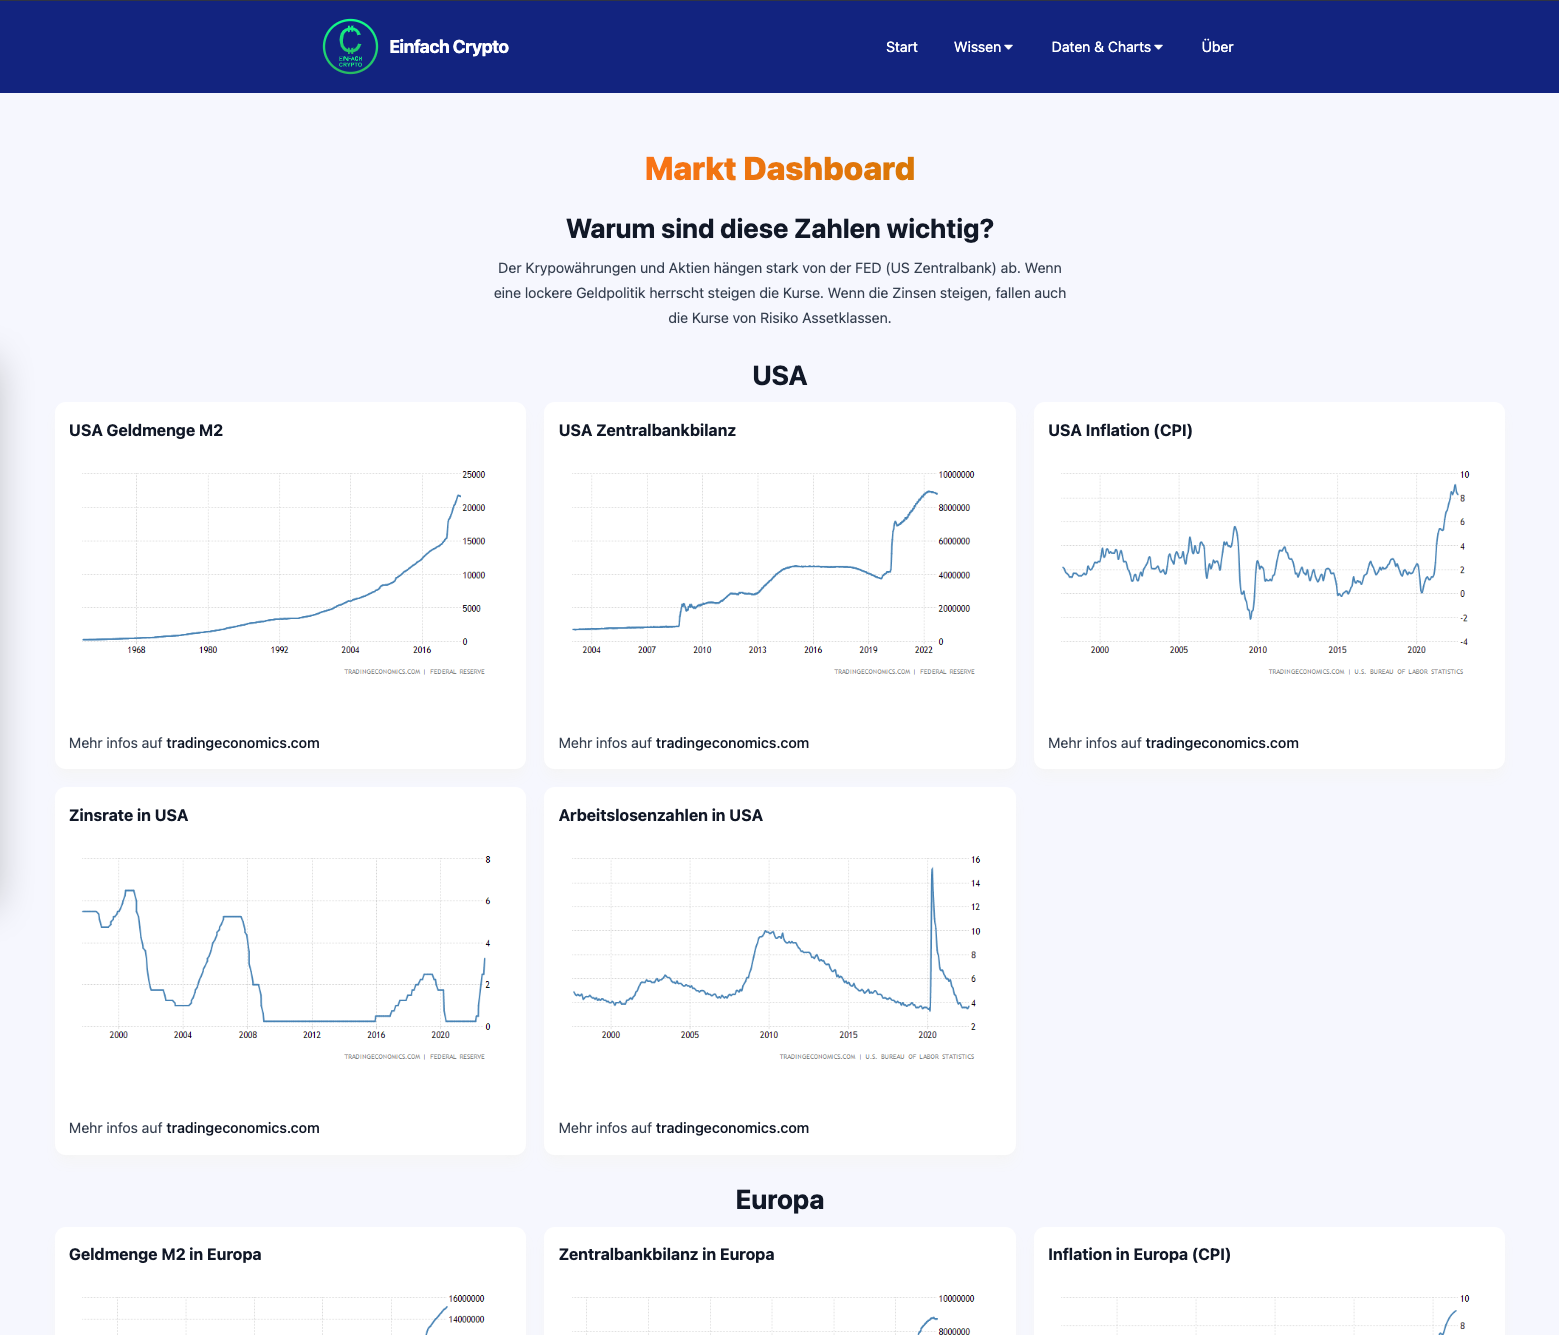 EINFACH
CRYPTO
Einfach Crypto
Start
Wissen
Daten & Charts
Über
Markt Dashboard
Warum sind diese Zahlen wichtig?
Der Krypowährungen und Aktien hängen stark von der FED (US Zentralbank) ab. Wenn
eine lockere Geldpolitik herrscht steigen die Kurse. Wenn die Zinsen steigen, fallen auch
die Kurse von Risiko Assetklassen.
USA
USA Geldmenge M2
25000
20000
15000
10000
5000
0
1968 1980 1992 2004 2016
TRADINGECONOMICS.COM | FEDERAL RESERVE
Mehr infos auf tradingeconomics.com
USA Zentralbankbilanz
10000000
8000000
6000000
4000000
2000000
0
2004 2007 2010 2013 2016 2019 2022
TRADINGECONOMICS.COM | FEDERAL RESERVE
Mehr infos auf tradingeconomics.com
USA Inflation (CPI)
10
8
6
4
2
0
-2
-4
2000 2005 2010 2015 2020
TRADINGECONOMICS.COM | U.S. BUREAU OF LABOR STATISTICS
Mehr infos auf tradingeconomics.com
Zinsrate in USA
8
6
4
2
0
2000 2004 2008 2012 2016 2020
TRADINGECONOMICS.COM | FEDERAL RESERVE
Mehr infos auf tradingeconomics.com
Arbeitslosenzahlen in USA
16
14
12
10
8
6
4
2
2000 2005 2010 2015 2020
TRADINGECONOMICS.COM | U.S. BUREAU OF LABOR STATISTICS
Mehr infos auf tradingeconomics.com
Europa
Geldmenge M2 in Europa
16000000
14000000
Zentralbankbilanz in Europa
10000000
8000000
Inflation in Europa (CPI)
10
8